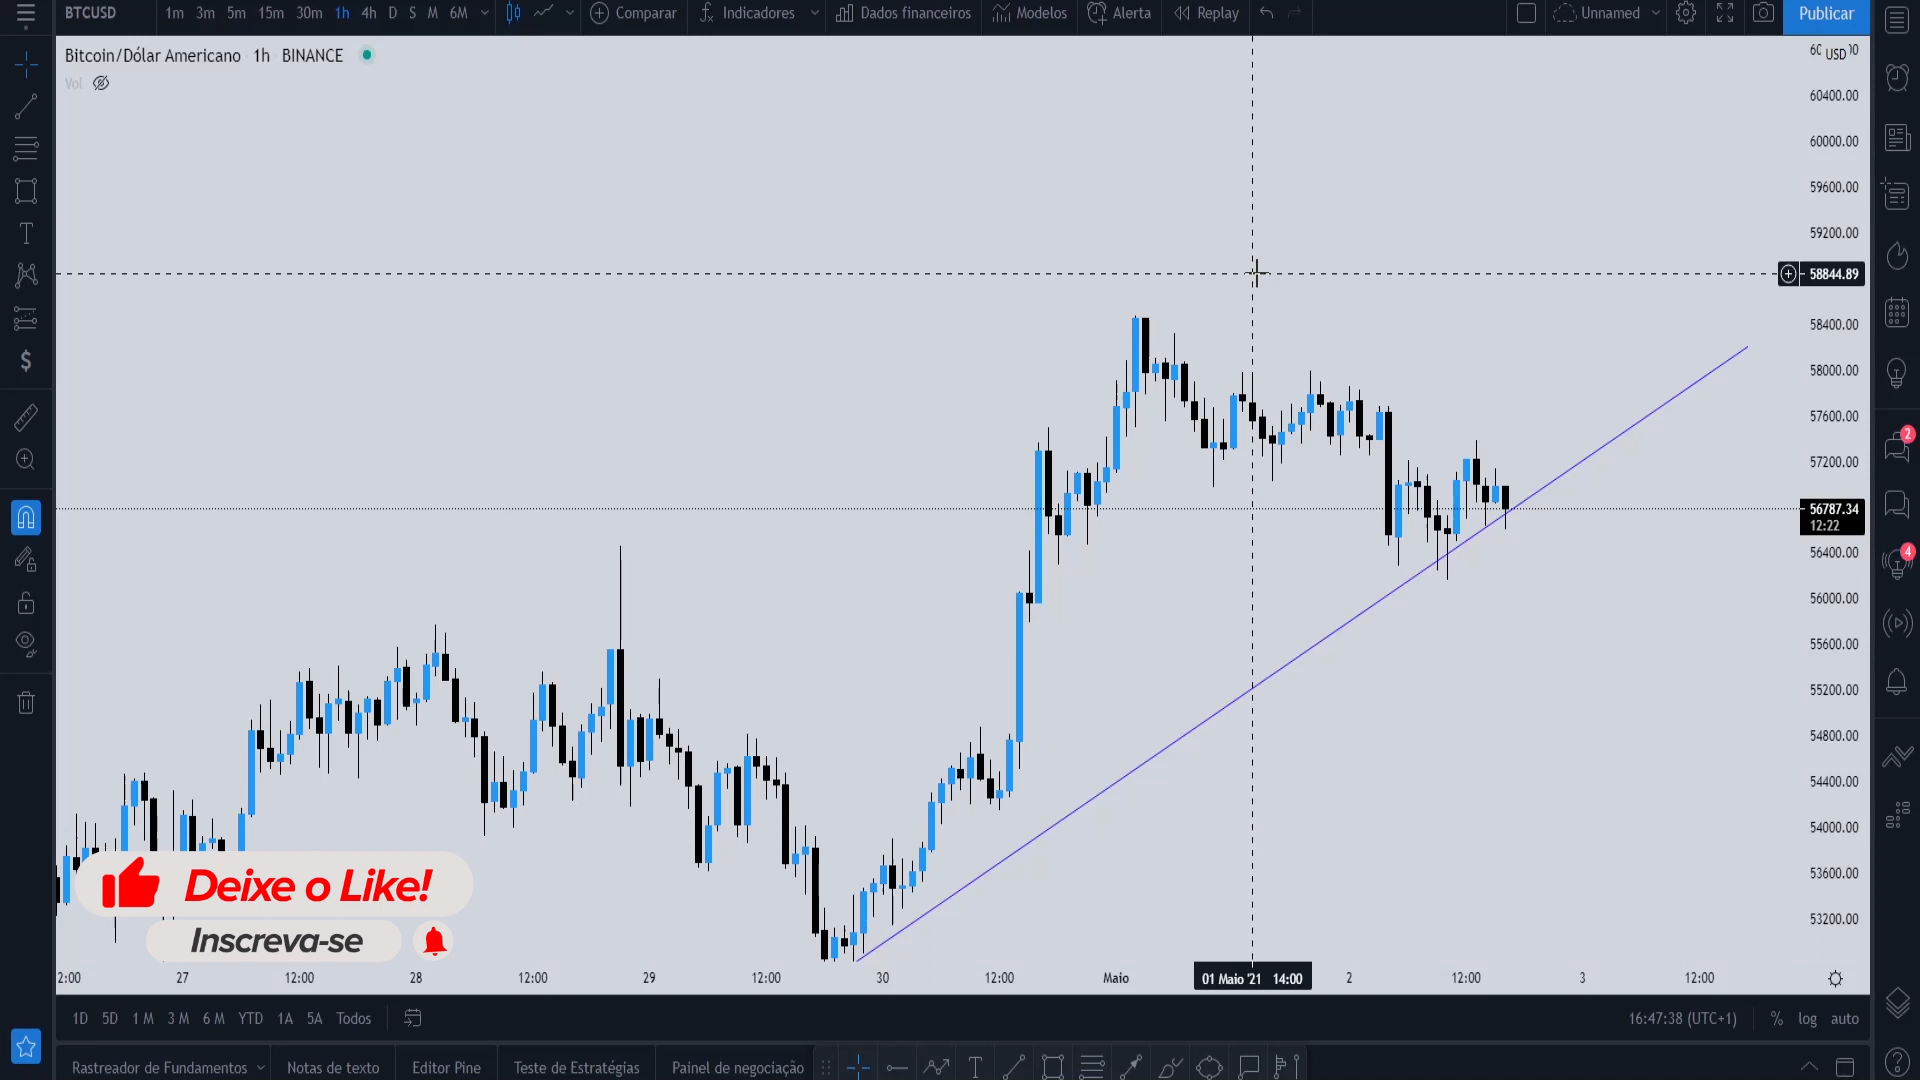 BTCUSD 1m 3m 5m 15m 30m 1h 4h D S M 6M Comparar Indicadores Dados financeiros Modelos Alerta Replay Unnamed Publicar
Bitcoin/Dólar Americano 1h BINANCE
Vol
USD
60400.00
60000.00
59600.00
59200.00
58844.89
58400.00
58000.00
57600.00
57200.00
56787.34
12:22
56400.00
56000.00
55600.00
55200.00
54800.00
54400.00
54000.00
53600.00
53200.00
2
4
Deixe o Like!
Inscreva-se
2:00 27 12:00 28 12:00 29 12:00 30 12:00 Maio 01 Maio '21 14:00 2 12:00 3 12:00
1D 5D 1 M 3 M 6 M YTD 1A 5A Todos 16:47:38 (UTC+1) % log auto
Rastreador de Fundamentos Notas de texto Editor Pine Teste de Estratégias Painel de negociação